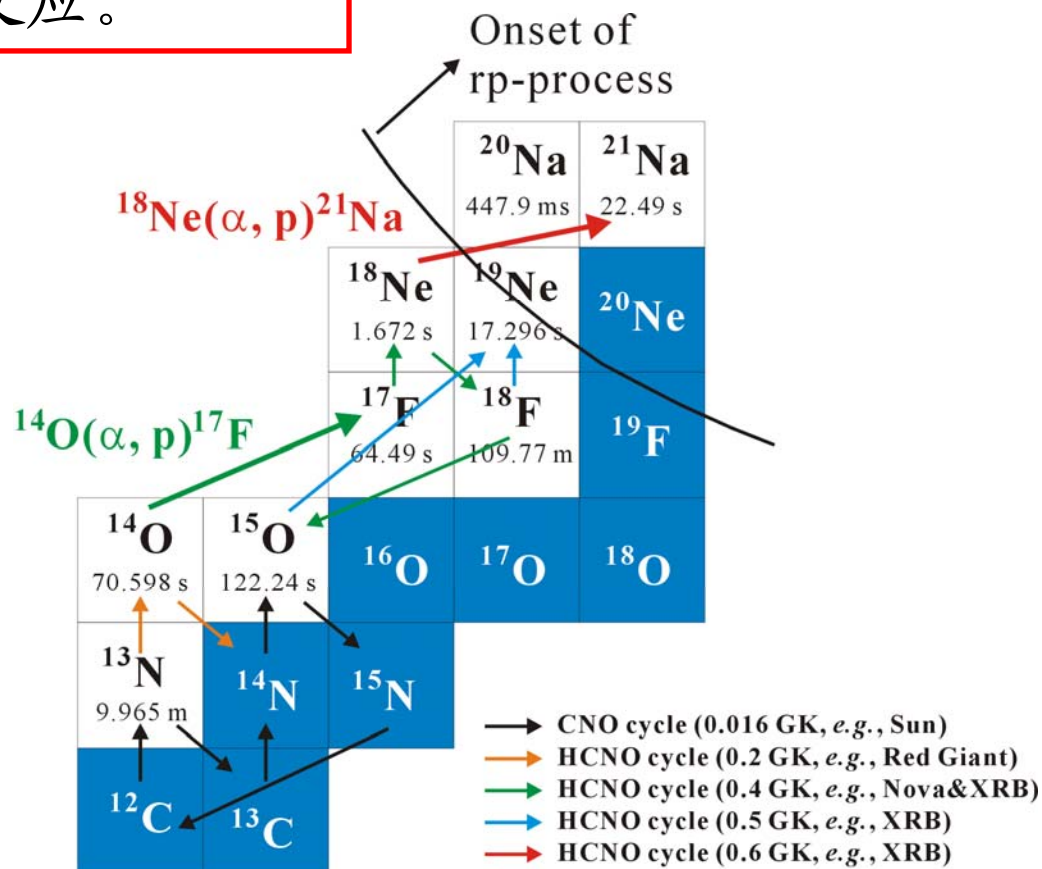 反应。
Onset of
rp-process
²⁰Na ²¹Na
447.9 ms 22.49 s
¹⁸Ne(α, p)²¹Na
¹⁸Ne ¹⁹Ne ²⁰Ne
1.672 s 17.296 s
¹⁷F ¹⁸F ¹⁹F
64.49 s 109.77 m
¹⁴O(α, p)¹⁷F
¹⁴O ¹⁵O ¹⁶O ¹⁷O ¹⁸O
70.598 s 122.24 s
¹³N ¹⁴N ¹⁵N
9.965 m
¹²C ¹³C
CNO cycle (0.016 GK, e.g., Sun)
HCNO cycle (0.2 GK, e.g., Red Giant)
HCNO cycle (0.4 GK, e.g., Nova&XRB)
HCNO cycle (0.5 GK, e.g., XRB)
HCNO cycle (0.6 GK, e.g., XRB)